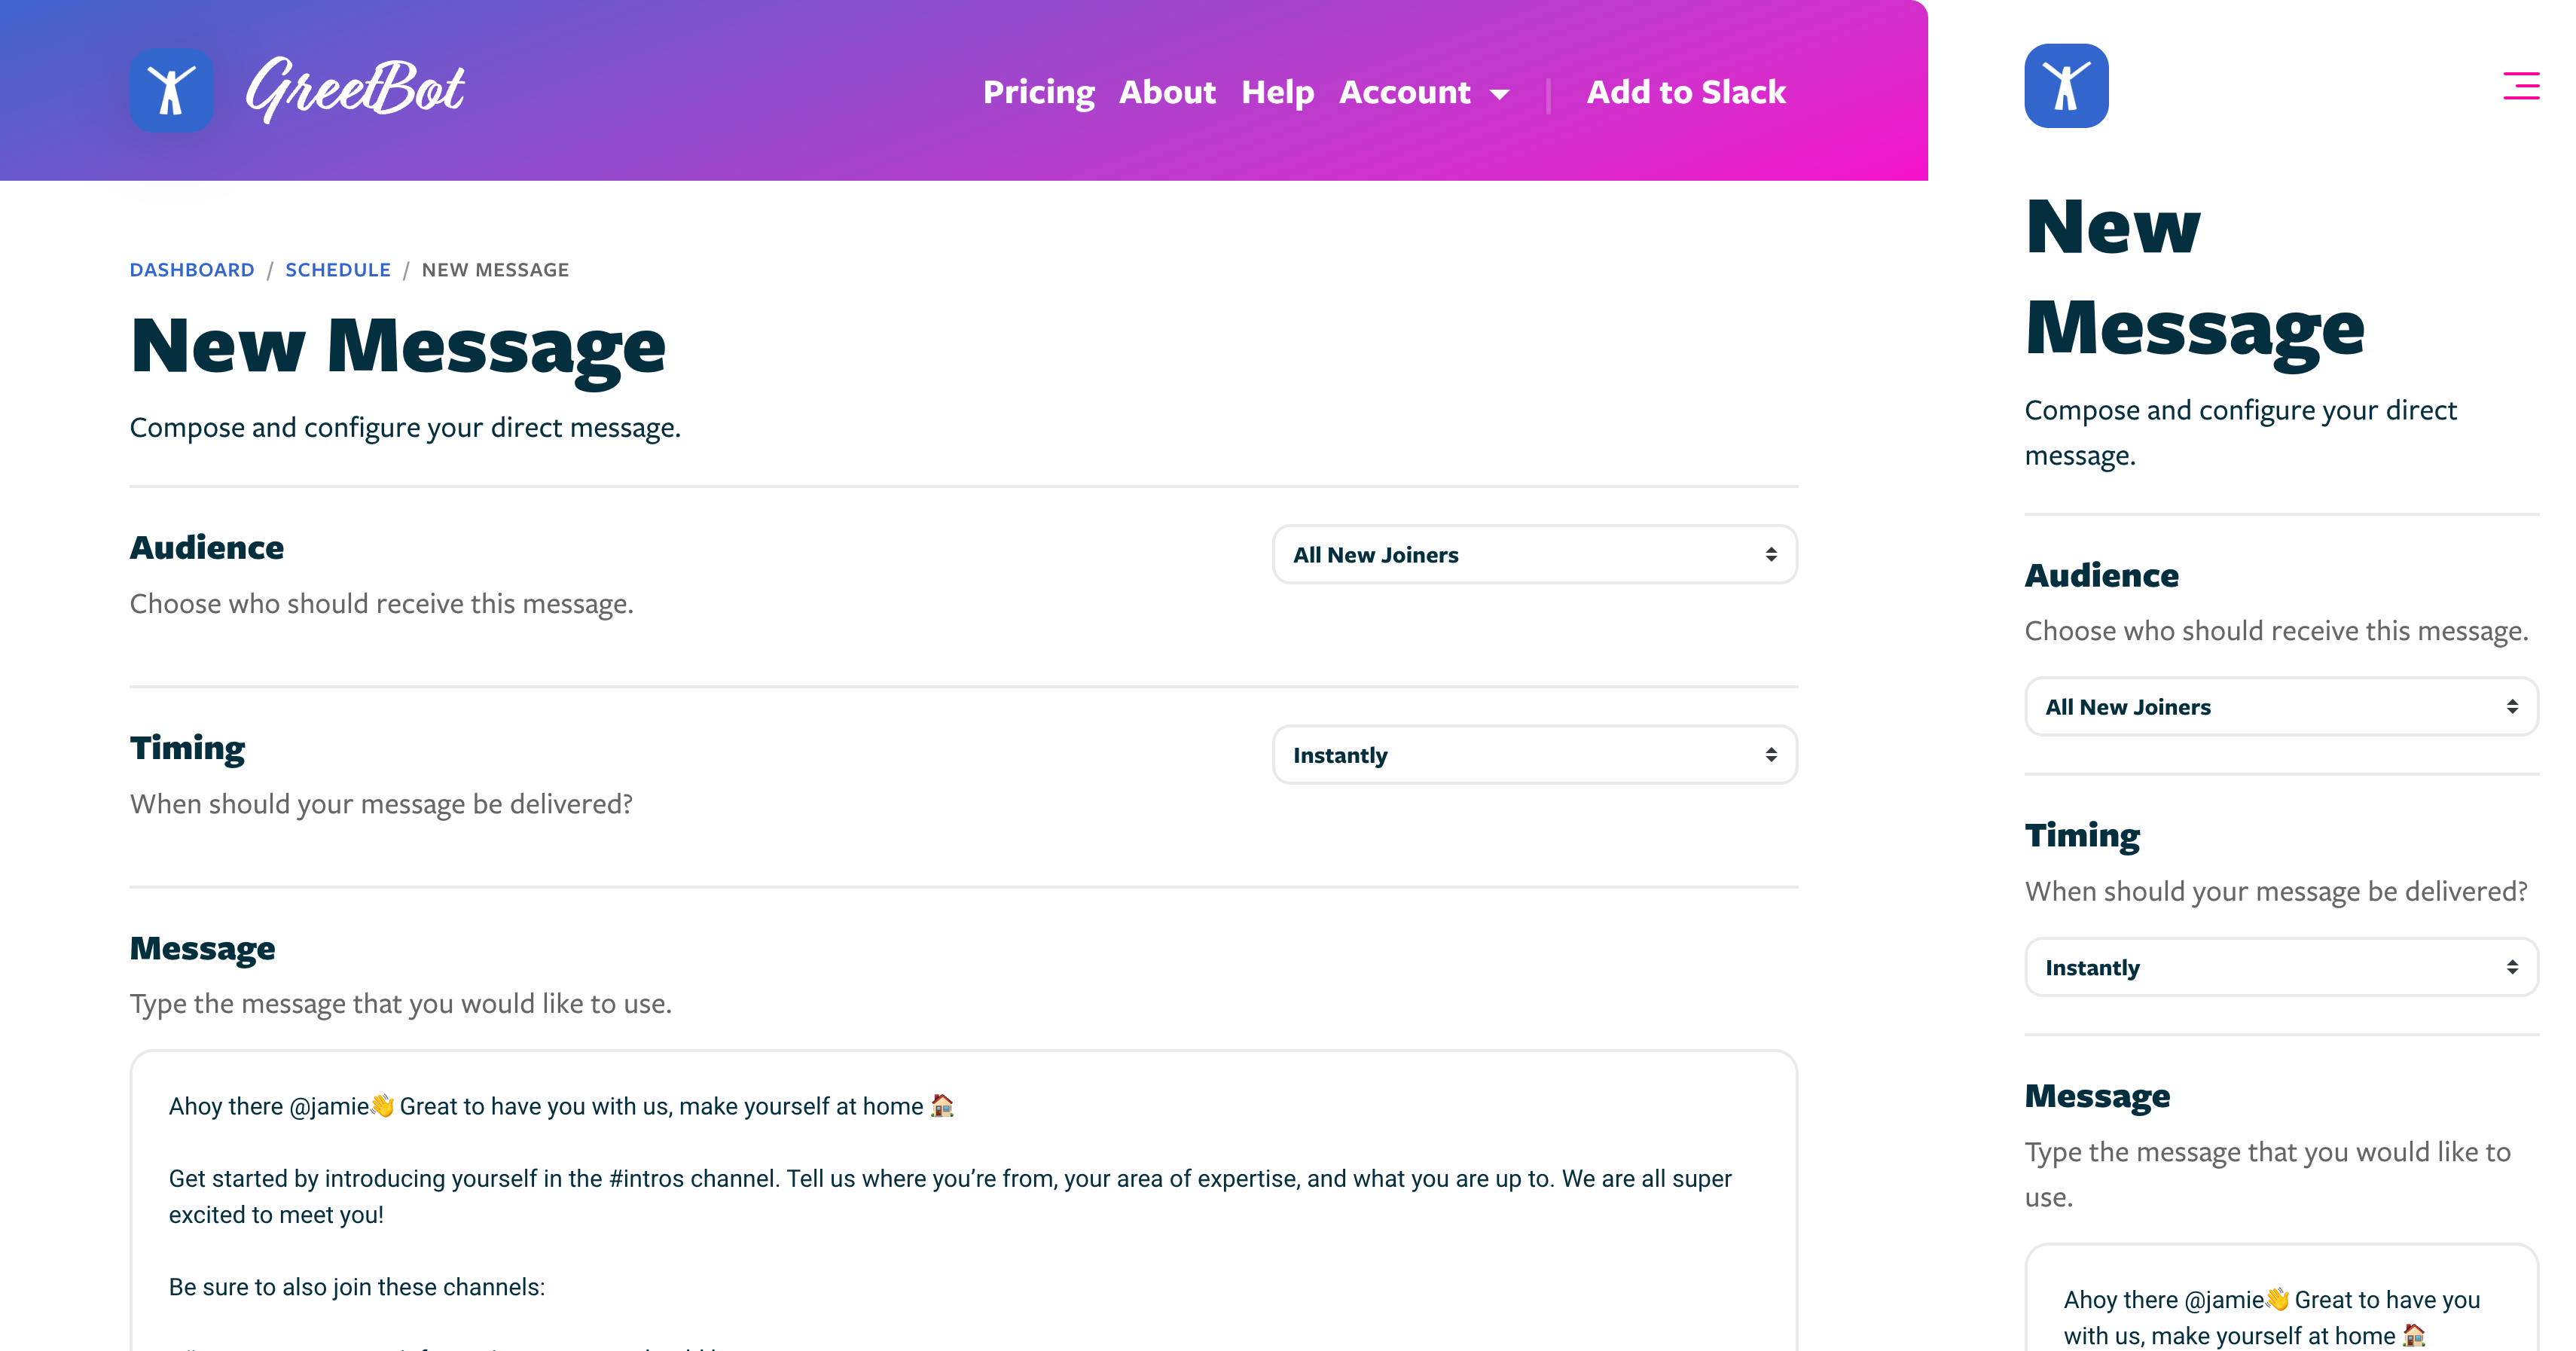 GreetBot
Pricing About Help Account Add to Slack
DASHBOARD / SCHEDULE / NEW MESSAGE
New Message
Compose and configure your direct message.
Audience
Choose who should receive this message.
All New Joiners
Timing
When should your message be delivered?
Instantly
Message
Type the message that you would like to use.
Ahoy there @jamie👋 Great to have you with us, make yourself at home 🏠
Get started by introducing yourself in the #intros channel. Tell us where you’re from, your area of expertise, and what you are up to. We are all super
excited to meet you!
Be sure to also join these channels:
New
Message
Compose and configure your direct
message.
Audience
Choose who should receive this message.
All New Joiners
Timing
When should your message be delivered?
Instantly
Message
Type the message that you would like to
use.
Ahoy there @jamie👋 Great to have you
with us, make yourself at home 🏠